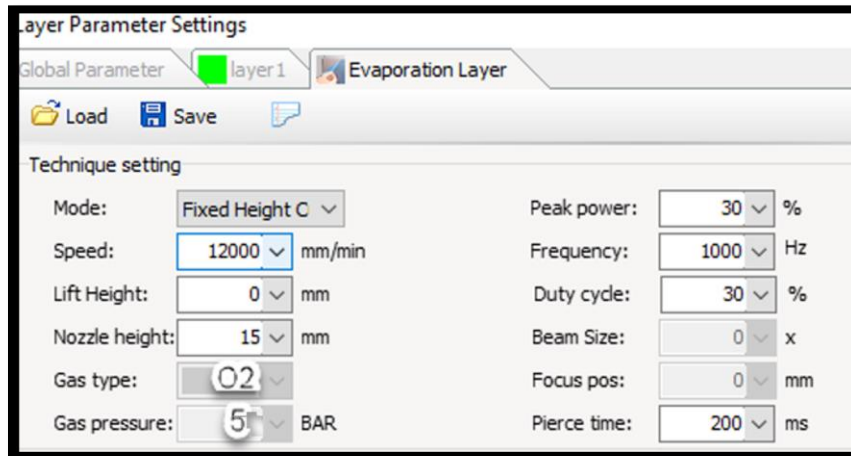 Layer Parameter Settings
Global Parameter layer1 Evaporation Layer
Load Save
Technique setting
Mode: Fixed Height C Peak power: 30 %
Speed: 12000 mm/min Frequency: 1000 Hz
Lift Height: 0 mm Duty cycle: 30 %
Nozzle height: 15 mm Beam Size: 0 x
Gas type: O2 Focus pos: 0 mm
Gas pressure: 5 BAR Pierce time: 200 ms